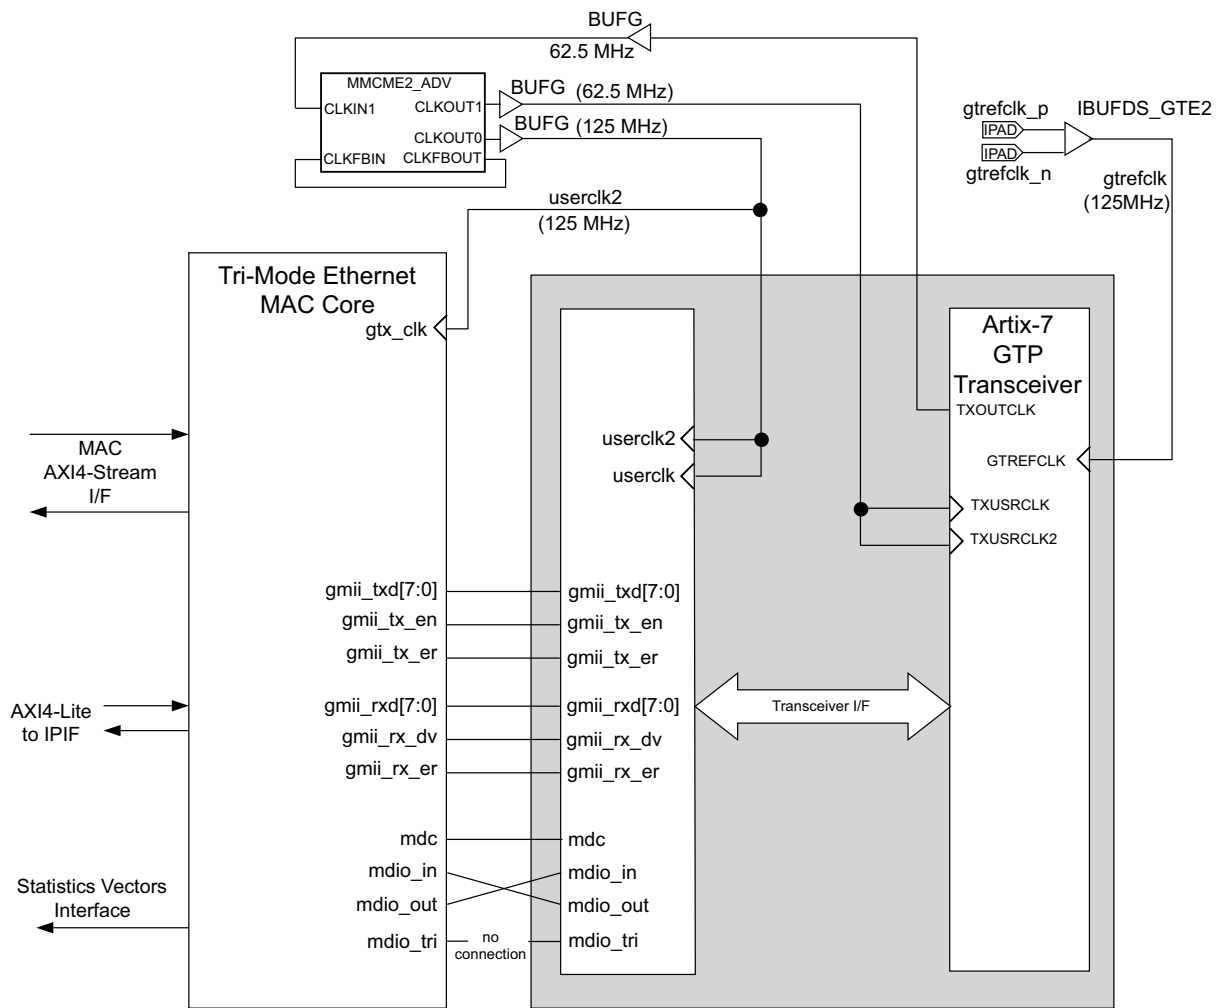 BUFG
62.5 MHz
MMCME2_ADV
CLKIN1
CLKOUT1
BUFG
(62.5 MHz)
CLKOUT0
BUFG
(125 MHz)
CLKFBIN
CLKFBOUT
gtrefclk_p
IBUFDS_GTE2
IPAD
IPAD
gtrefclk_n
gtrefclk
(125MHz)
userclk2
(125 MHz)
Tri-Mode Ethernet
MAC Core
gtx_clk
Artix-7
GTP
Transceiver
TXOUTCLK
GTREFCLK
TXUSRCLK
TXUSRCLK2
userclk2
userclk
MAC
AXI4-Stream
I/F
gmii_txd[7:0]
gmii_tx_en
gmii_tx_er
gmii_rxd[7:0]
gmii_rx_dv
gmii_rx_er
mdc
mdio_in
mdio_out
mdio_tri
no
connection
gmii_txd[7:0]
gmii_tx_en
gmii_tx_er
gmii_rxd[7:0]
gmii_rx_dv
gmii_rx_er
mdc
mdio_in
mdio_out
mdio_tri
Transceiver I/F
AXI4-Lite
to IPIF
Statistics Vectors
Interface